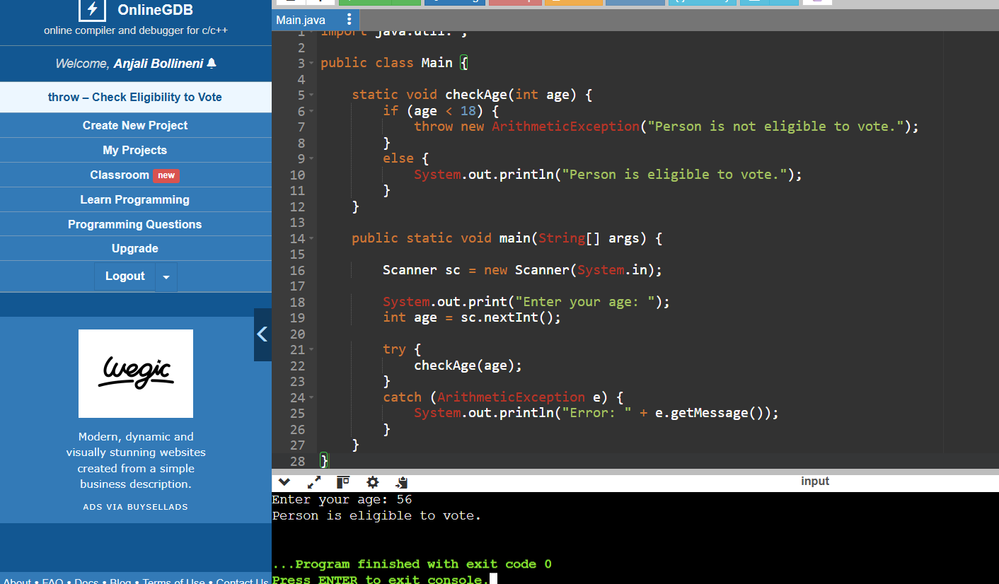 OnlineGDB
online compiler and debugger for c/c++
Welcome, Anjali Bollineni
throw – Check Eligibility to Vote
Create New Project
My Projects
Classroom new
Learn Programming
Programming Questions
Upgrade
Logout
wegic
Modern, dynamic and
visually stunning websites
created from a simple
business description.
ADS VIA BUYSELLADS
About • FAQ • Docs • Blog • Terms of Use • Contact Us
Main.java
1 import java.util. ;
2
3 public class Main {
4
5     static void checkAge(int age) {
6         if (age < 18) {
7             throw new ArithmeticException("Person is not eligible to vote.");
8         }
9         else {
10             System.out.println("Person is eligible to vote.");
11         }
12     }
13
14     public static void main(String[] args) {
15
16         Scanner sc = new Scanner(System.in);
17
18         System.out.print("Enter your age: ");
19         int age = sc.nextInt();
20
21         try {
22             checkAge(age);
23         }
24         catch (ArithmeticException e) {
25             System.out.println("Error: " + e.getMessage());
26         }
27     }
28 }
input
Enter your age: 56
Person is eligible to vote.
...Program finished with exit code 0
Press ENTER to exit console.